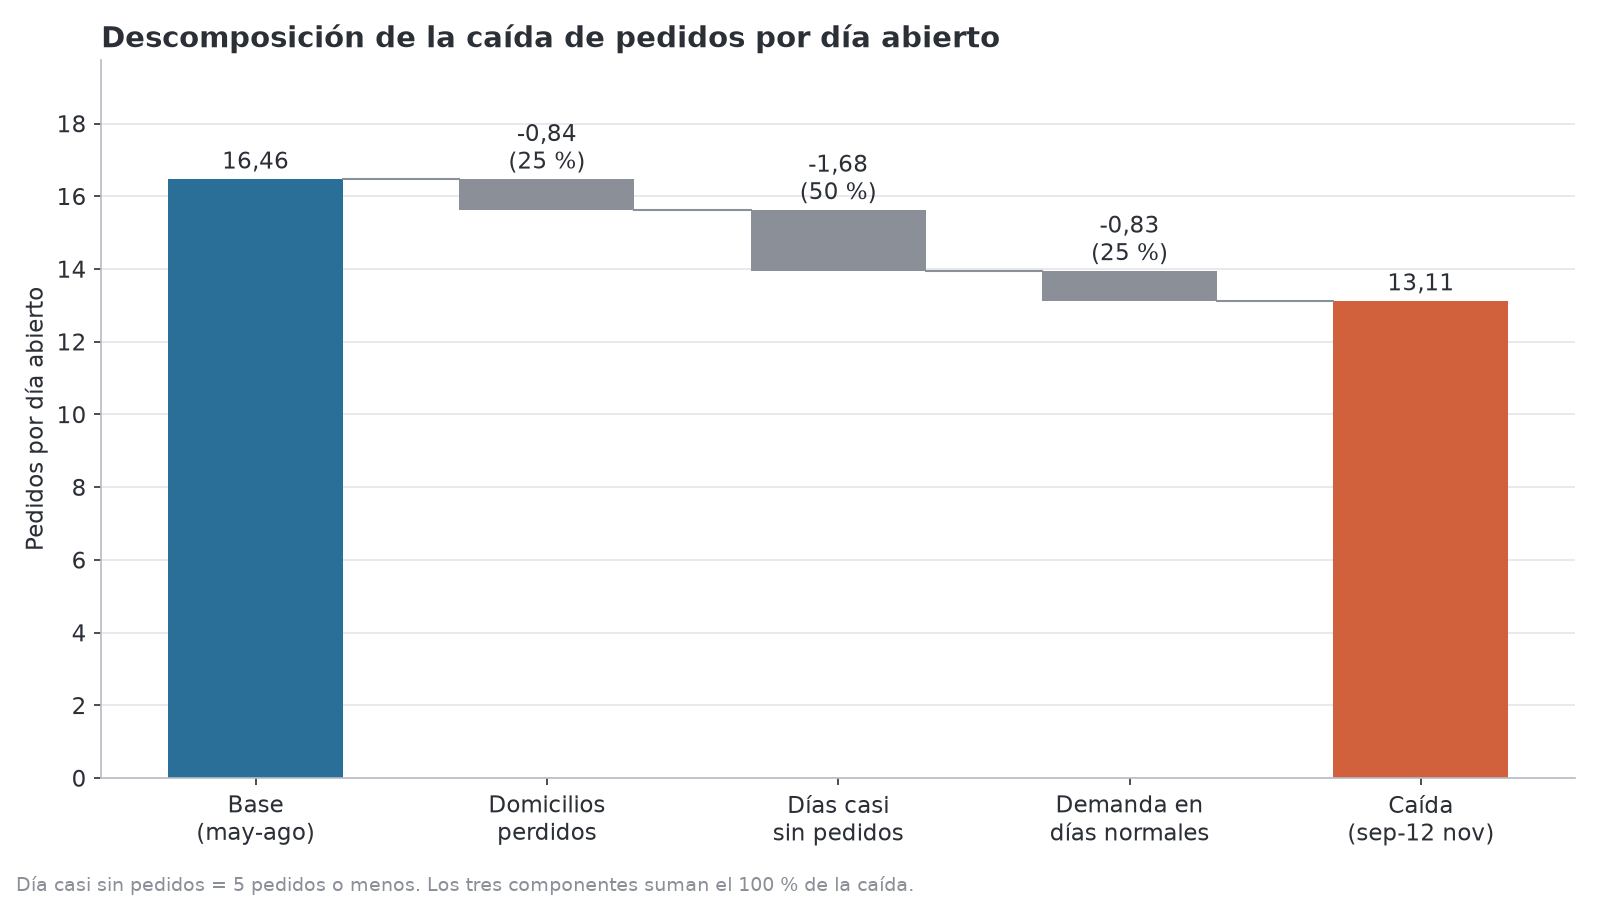 Descomposición de la caída de pedidos por día abierto
Pedidos por día abierto
18
16
14
12
10
8
6
4
2
0
16,46
-0,84
(25 %)
-1,68
(50 %)
-0,83
(25 %)
13,11
Base
(may-ago)
Domicilios
perdidos
Días casi
sin pedidos
Demanda en
días normales
Caída
(sep-12 nov)
Día casi sin pedidos = 5 pedidos o menos. Los tres componentes suman el 100 % de la caída.